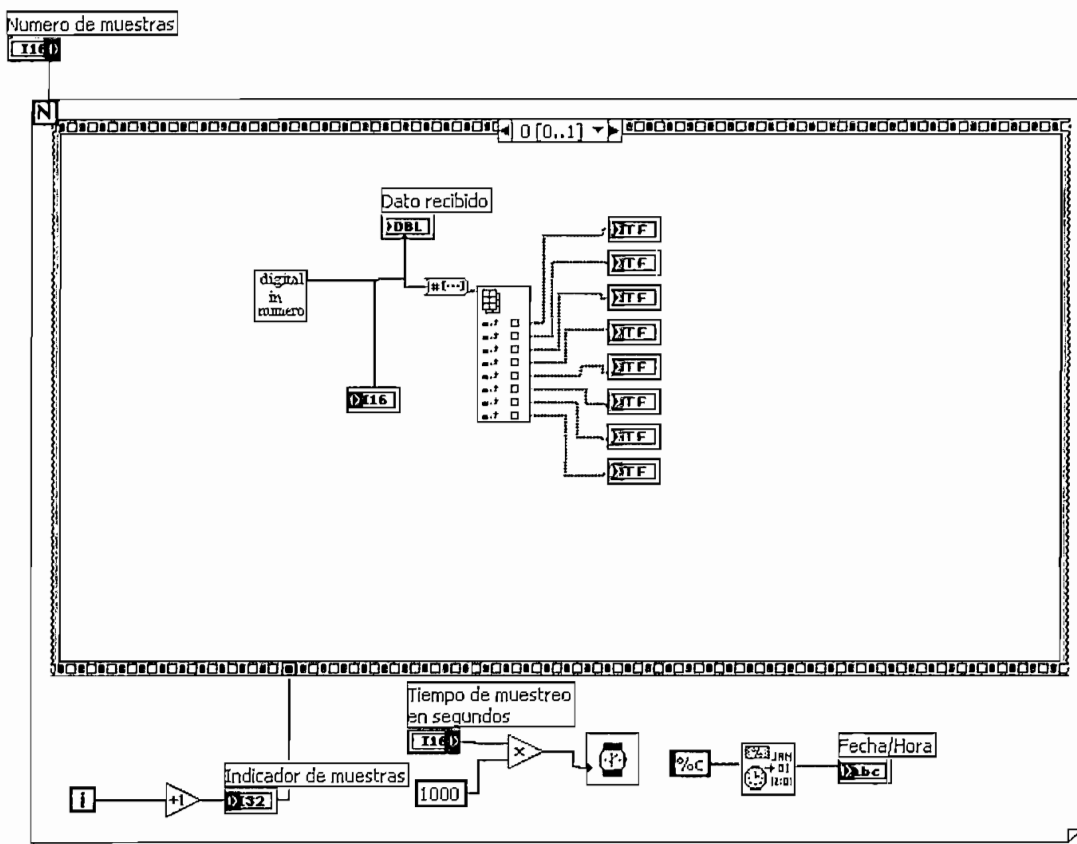 Numero de muestras
I16
N
0 [0..1]
Dato recibido
DBL
digital
in
numero
#[...]
I16
TF
TF
TF
TF
TF
TF
TF
TF
Tiempo de muestreo
en segundos
I16
x
1000
i
+1
Indicador de muestras
I32
%c
JAN
01
12:01
Fecha/Hora
abc